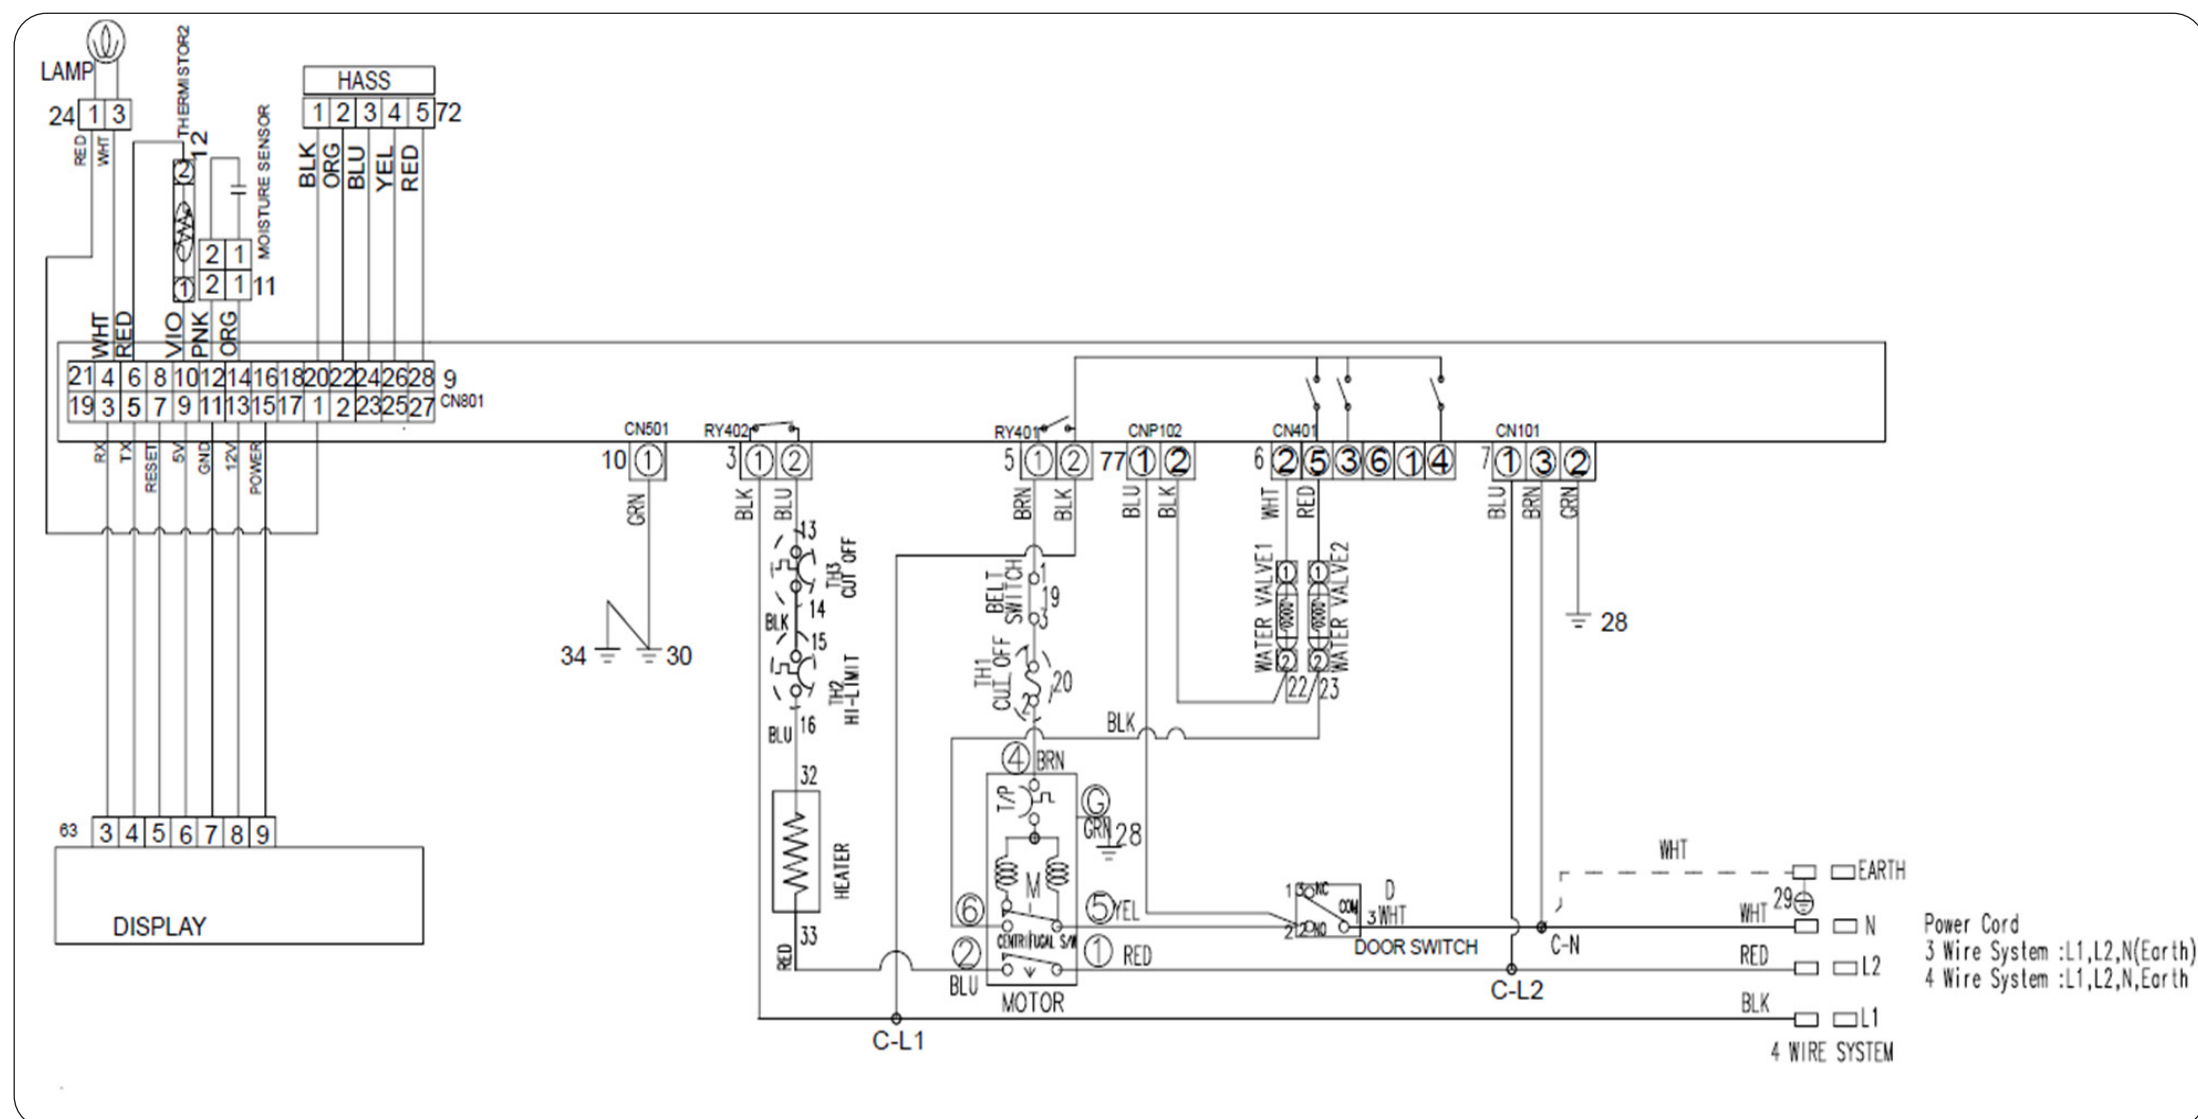 LAMP
24 1 3
RED
WHT
THERMISTOR2
12
2
1
MOISTURE SENSOR
2 1
2 1 11
HASS
1 2 3 4 5 72
BLK
ORG
BLU
YEL
RED
WHT
RED
VIO
PNK
ORG
21 4 6 8 10 12 14 16 18 20 22 24 26 28 9
19 3 5 7 9 11 13 15 17 1 2 23 25 27 CN801
RX
TX
RESET
5V
GND
12V
POWER
CN501
10 1
GRN
34 30
RY402
3 1 2
BLK
BLU
13
TH3
CUT OFF
14
BLK
15
TH2
HI-LIMIT
16
BLU
32
HEATER
33
RED
RY401
5 1 2
BRN
BLK
BELT
SWITCH
1
19
3
TH1
CUT OFF
1
20
2
BLK
4 BRN
T/P
G
GRN 28
M
6 5 YEL
CENTRIFUGAL S/W
2 1 RED
BLU
MOTOR
CNP102
77 1 2
BLU
BLK
CN401
6 2 5 3 6 1 4
WHT
RED
WATER VALVE1
1
2
WATER VALVE2
1
2
22 23
CN101
7 1 3 2
BLU
BRN
GRN
28
1 3 NC D
COM 3 WHT
2 2 NO
DOOR SWITCH
C-N
C-L2
C-L1
WHT
EARTH
29
WHT N
RED L2
BLK L1
4 WIRE SYSTEM
Power Cord
3 Wire System :L1,L2,N(Earth)
4 Wire System :L1,L2,N,Earth
63 3 4 5 6 7 8 9
DISPLAY